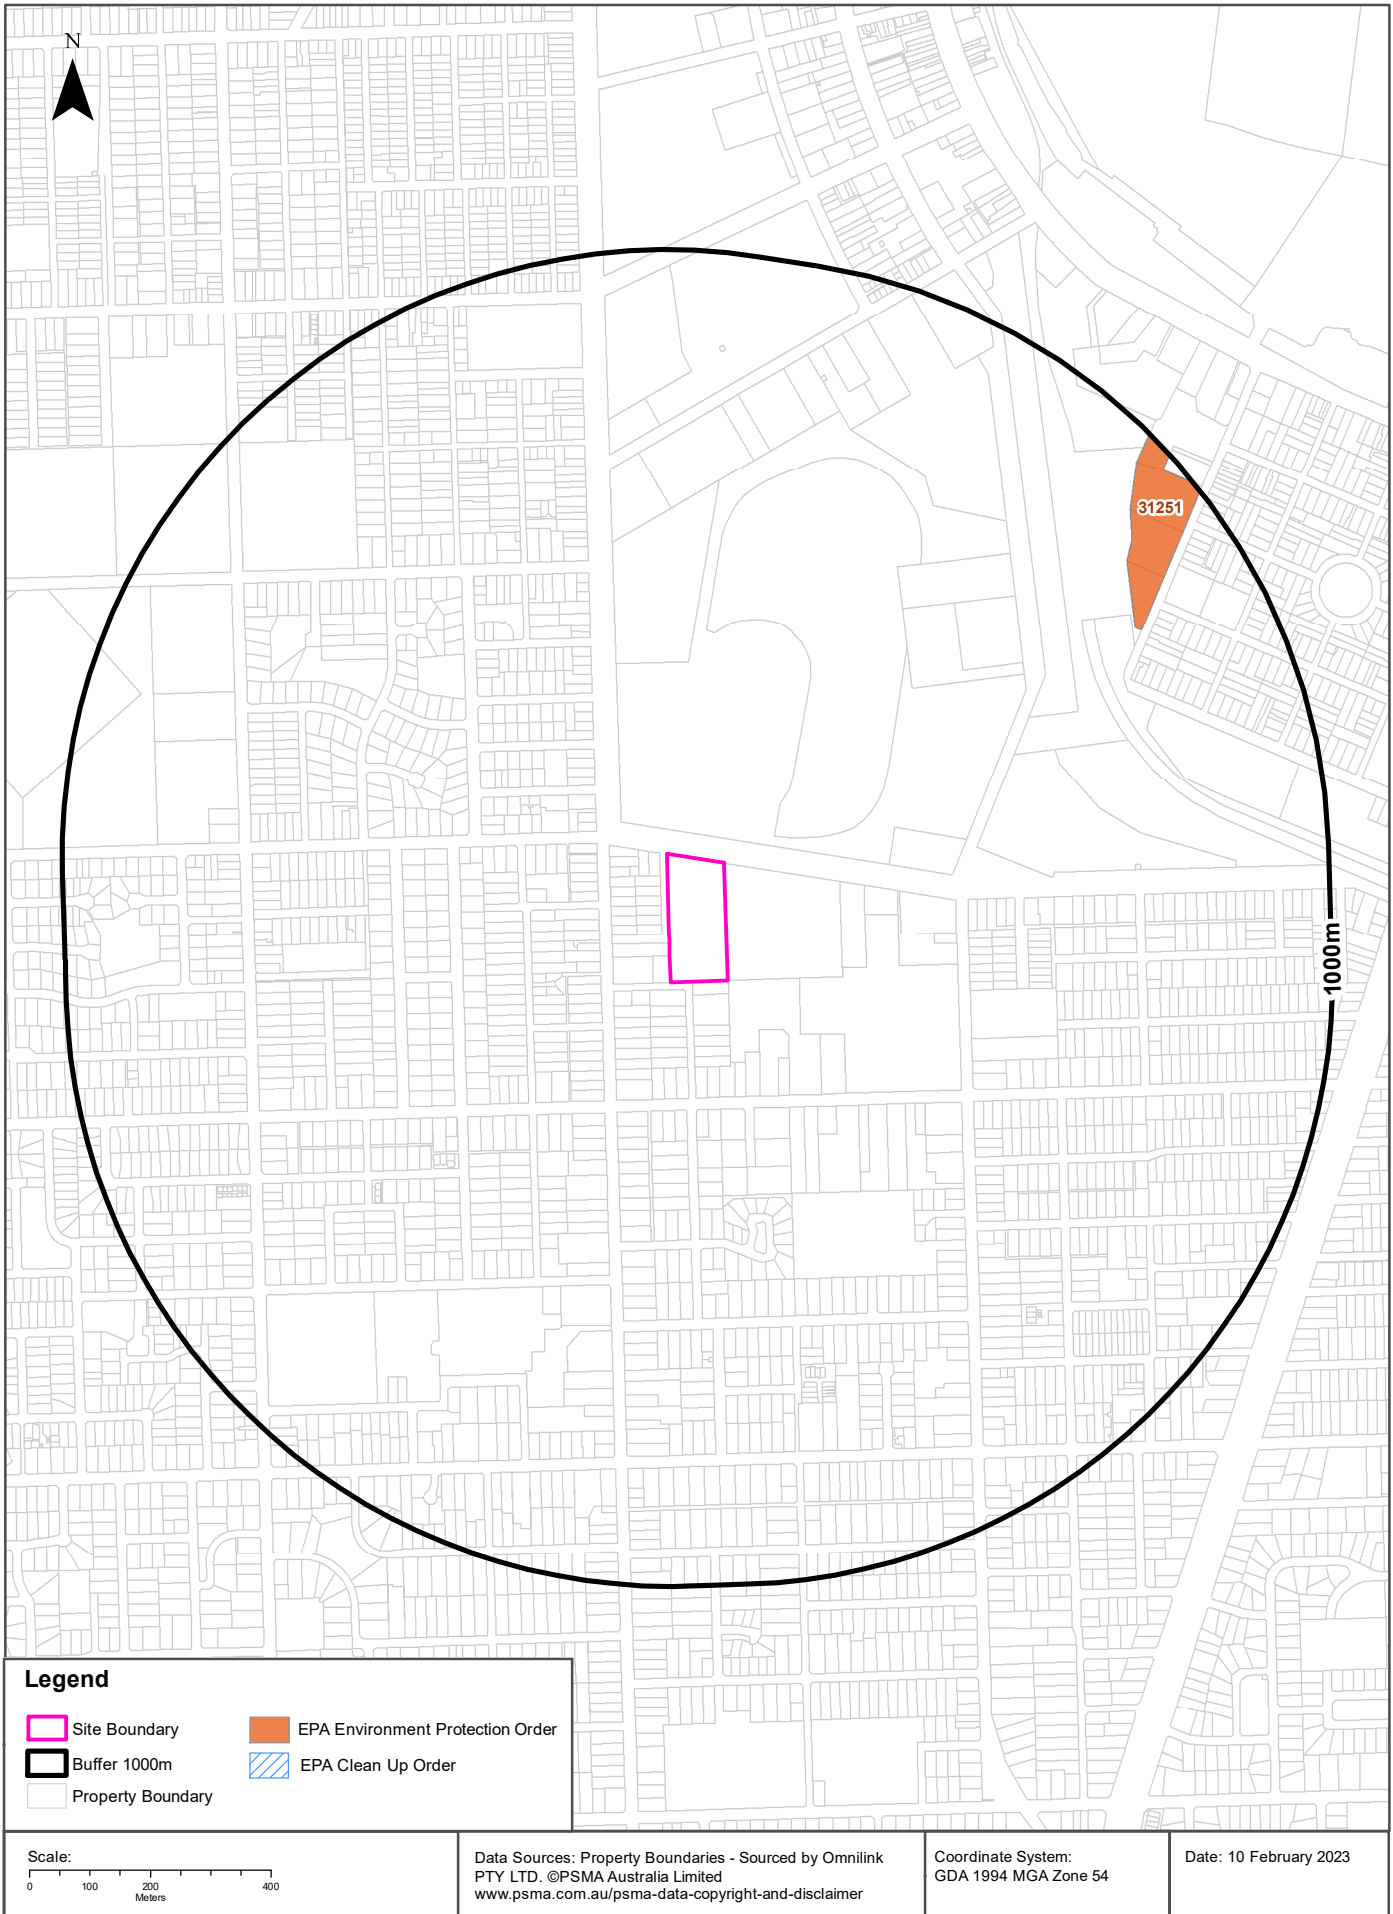 N
31251
1000m
Legend
Site Boundary
EPA Environment Protection Order
Buffer 1000m
EPA Clean Up Order
Property Boundary
Scale:
0 100 200 400
Meters
Data Sources: Property Boundaries - Sourced by Omnilink
PTY LTD. ©PSMA Australia Limited
www.psma.com.au/psma-data-copyright-and-disclaimer
Coordinate System:
GDA 1994 MGA Zone 54
Date: 10 February 2023